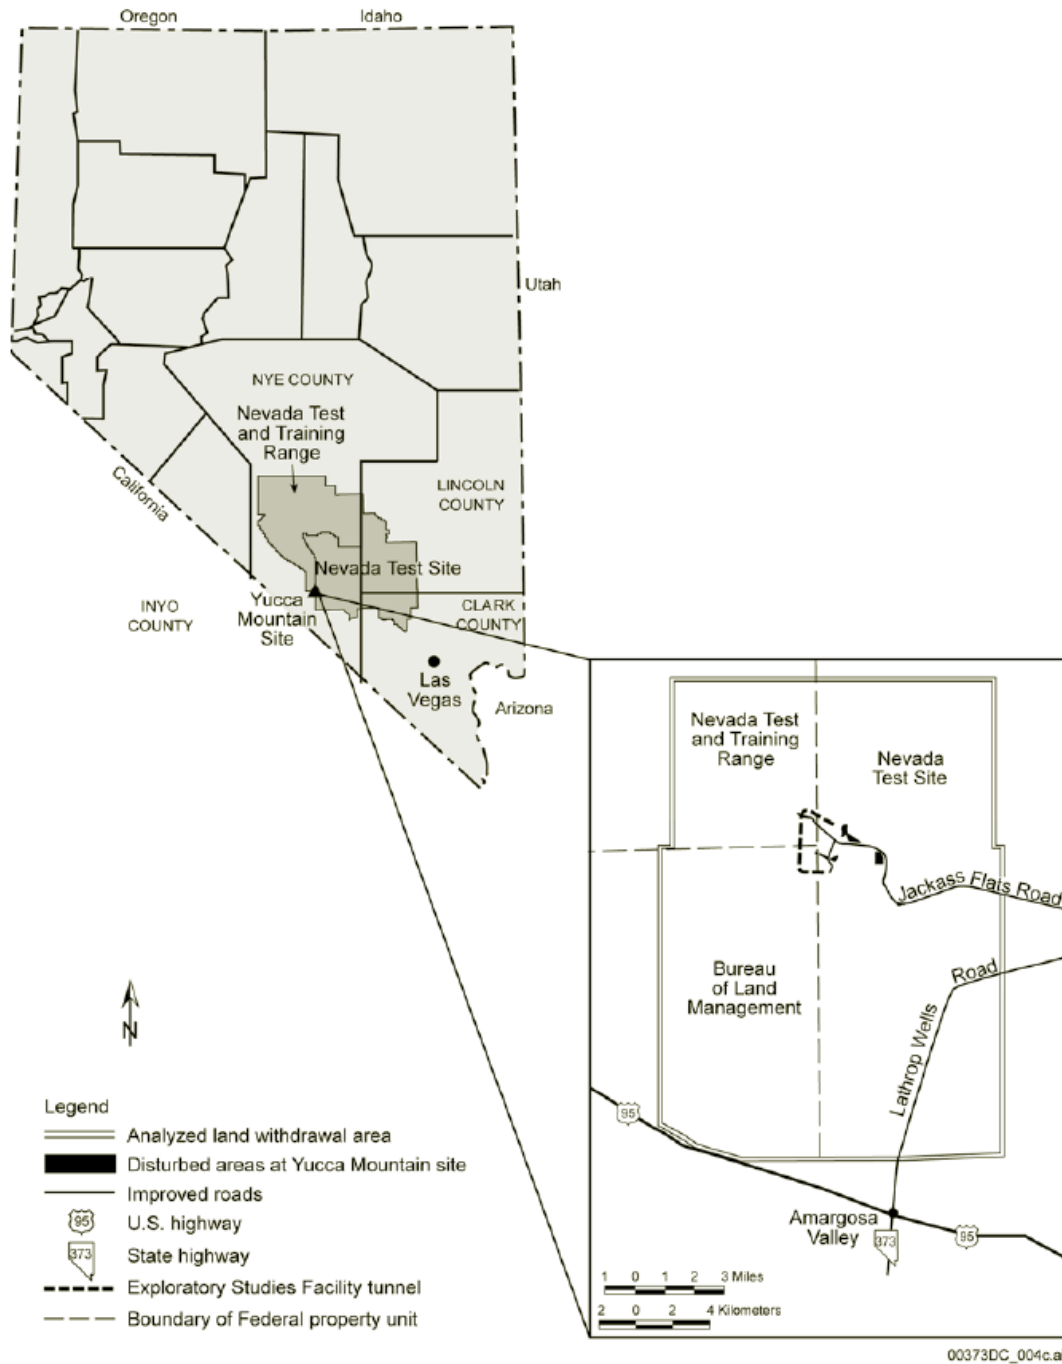 Oregon
Idaho
Utah
NYE COUNTY
Nevada Test
and Training
Range
California
LINCOLN
COUNTY
Nevada Test Site
INYO
COUNTY
Yucca
Mountain
Site
CLARK
COUNTY
Las
Vegas
Arizona
Nevada Test
and Training
Range
Nevada
Test Site
Jackass Flats Road
Bureau
of Land
Management
Lathrop Wells Road
95
Amargosa
Valley
373
95
1 0 1 2 3 Miles
2 0 2 4 Kilometers
N
Legend
Analyzed land withdrawal area
Disturbed areas at Yucca Mountain site
Improved roads
95 U.S. highway
373 State highway
Exploratory Studies Facility tunnel
Boundary of Federal property unit
00373DC_004c.a